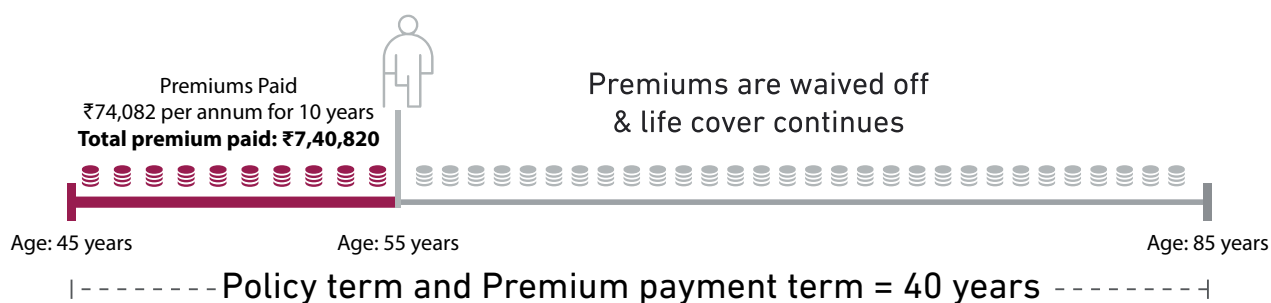 Premiums Paid
₹74,082 per annum for 10 years
Total premium paid: ₹7,40,820
Premiums are waived off
& life cover continues
Age: 45 years
Age: 55 years
Age: 85 years
Policy term and Premium payment term = 40 years